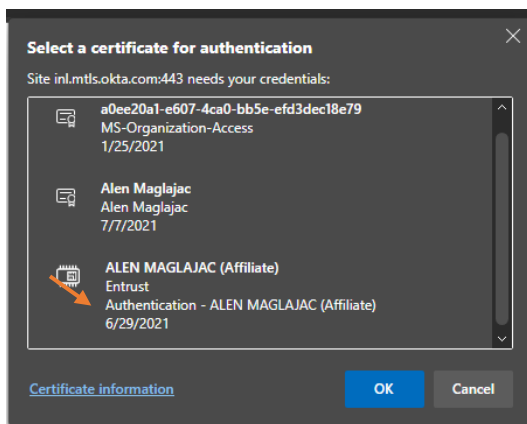 Select a certificate for authentication
Site inl.mtls.okta.com:443 needs your credentials:
a0ee20a1-e607-4ca0-bb5e-efd3dec18e79
MS-Organization-Access
1/25/2021
Alen Maglajac
Alen Maglajac
7/7/2021
ALEN MAGLAJAC (Affiliate)
Entrust
Authentication - ALEN MAGLAJAC (Affiliate)
6/29/2021
Certificate information
OK
Cancel